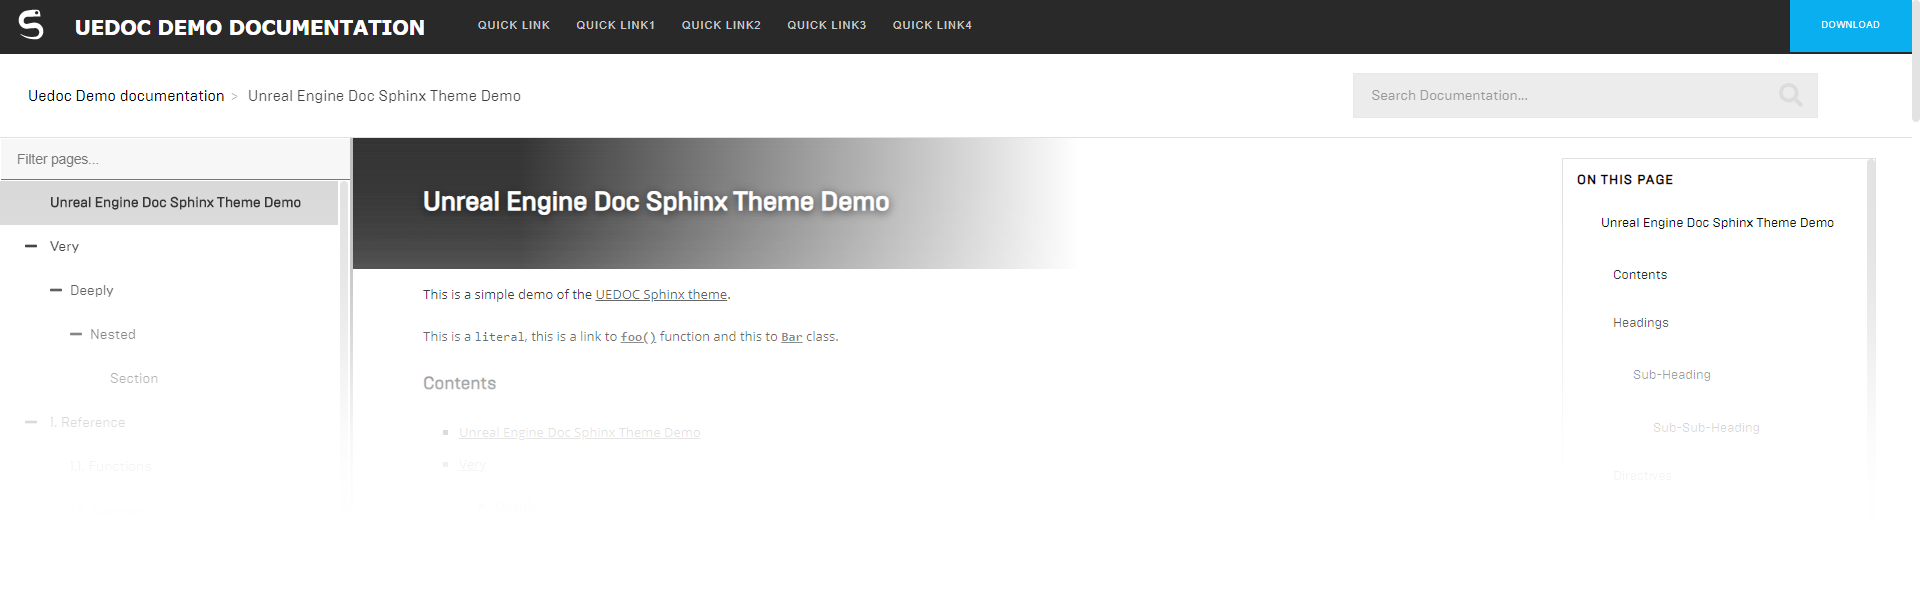 UEDOC DEMO DOCUMENTATION
QUICK LINK QUICK LINK1 QUICK LINK2 QUICK LINK3 QUICK LINK4
DOWNLOAD
Uedoc Demo documentation > Unreal Engine Doc Sphinx Theme Demo
Search Documentation...
Filter pages...
Unreal Engine Doc Sphinx Theme Demo
Very
Deeply
Nested
Section
1. Reference
1.1. Functions
Unreal Engine Doc Sphinx Theme Demo
This is a simple demo of the UEDOC Sphinx theme.
This is a literal, this is a link to foo() function and this to Bar class.
Contents
Unreal Engine Doc Sphinx Theme Demo
Very
ON THIS PAGE
Unreal Engine Doc Sphinx Theme Demo
Contents
Headings
Sub-Heading
Sub-Sub-Heading
Directives